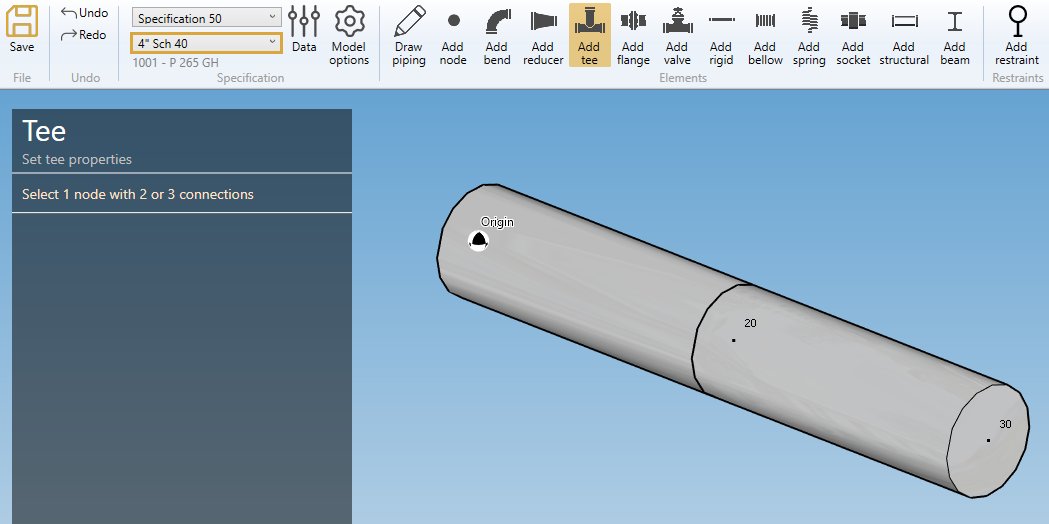 Save
File
Undo
Redo
Undo
Specification 50
4" Sch 40
1001 - P 265 GH
Specification
Data
Model
options
Draw
piping
Add
node
Add
bend
Add
reducer
Add
tee
Add
flange
Add
valve
Add
rigid
Add
bellow
Add
spring
Add
socket
Add
structural
Add
beam
Elements
Add
restraint
Restraints
Tee
Set tee properties
Select 1 node with 2 or 3 connections
Origin
20
30